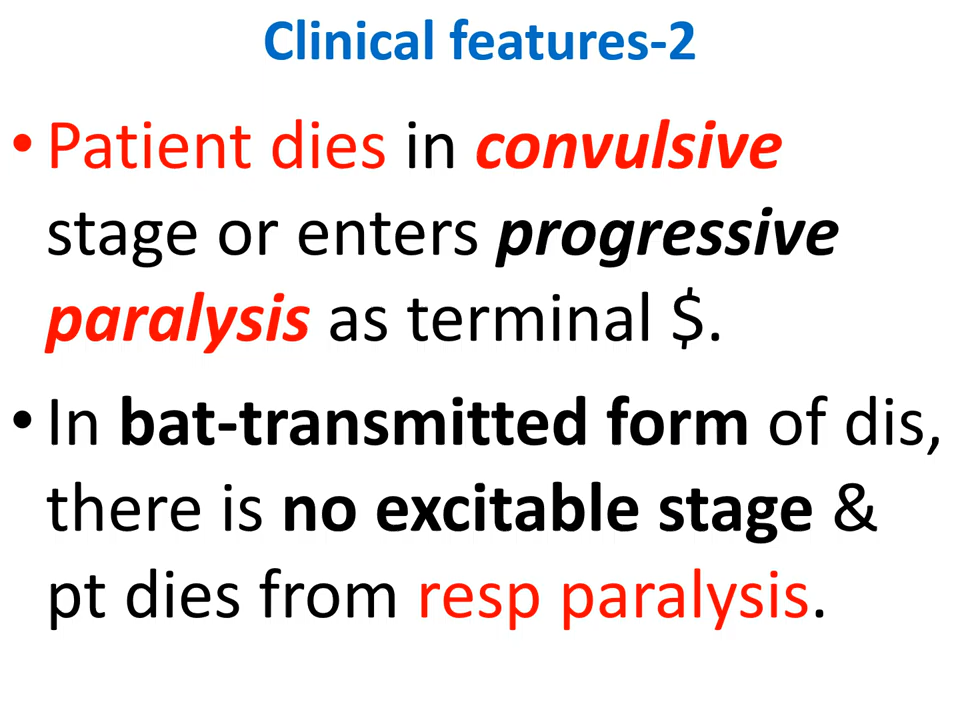 Clinical features-2
• Patient dies in convulsive
stage or enters progressive
paralysis as terminal $.
• In bat-transmitted form of dis,
there is no excitable stage &
pt dies from resp paralysis.